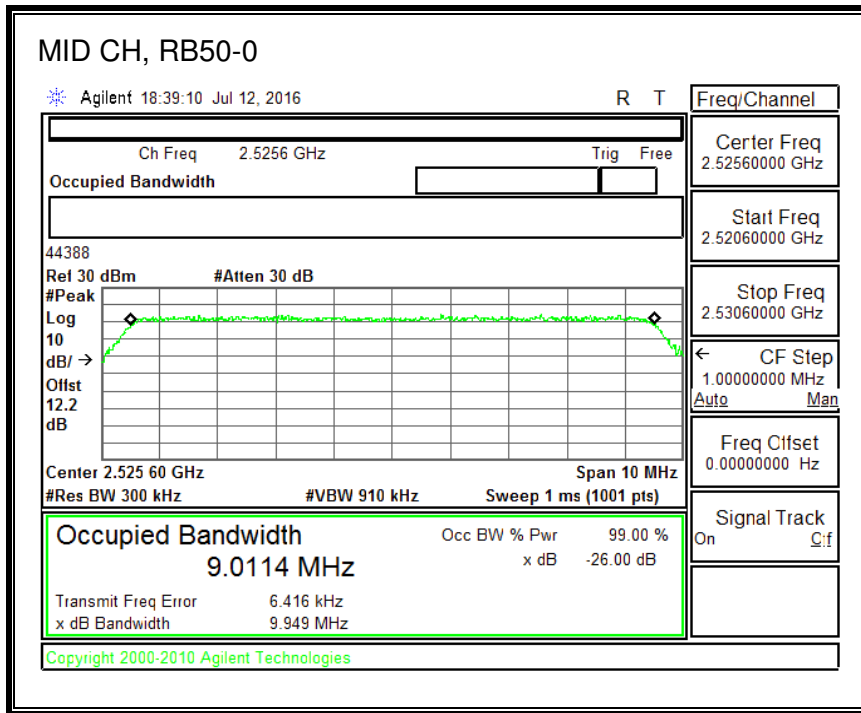 MID CH, RB50-0
Agilent 18:39:10 Jul 12, 2016 R T
Freq/Channel
Ch Freq 2.5256 GHz Trig Free
Occupied Bandwidth
44388
Ref 30 dBm #Atten 30 dB
#Peak
Log
10
dB/
Offst
12.2
dB
Center 2.525 60 GHz Span 10 MHz
#Res BW 300 kHz #VBW 910 kHz Sweep 1 ms (1001 pts)
Occupied Bandwidth
9.0114 MHz
Occ BW % Pwr 99.00 %
x dB -26.00 dB
Transmit Freq Error 6.416 kHz
x dB Bandwidth 9.949 MHz
Center Freq
2.52560000 GHz
Start Freq
2.52060000 GHz
Stop Freq
2.53060000 GHz
CF Step
1.00000000 MHz
Auto Man
Freq Offset
0.00000000 Hz
Signal Track
On Off
Copyright 2000-2010 Agilent Technologies